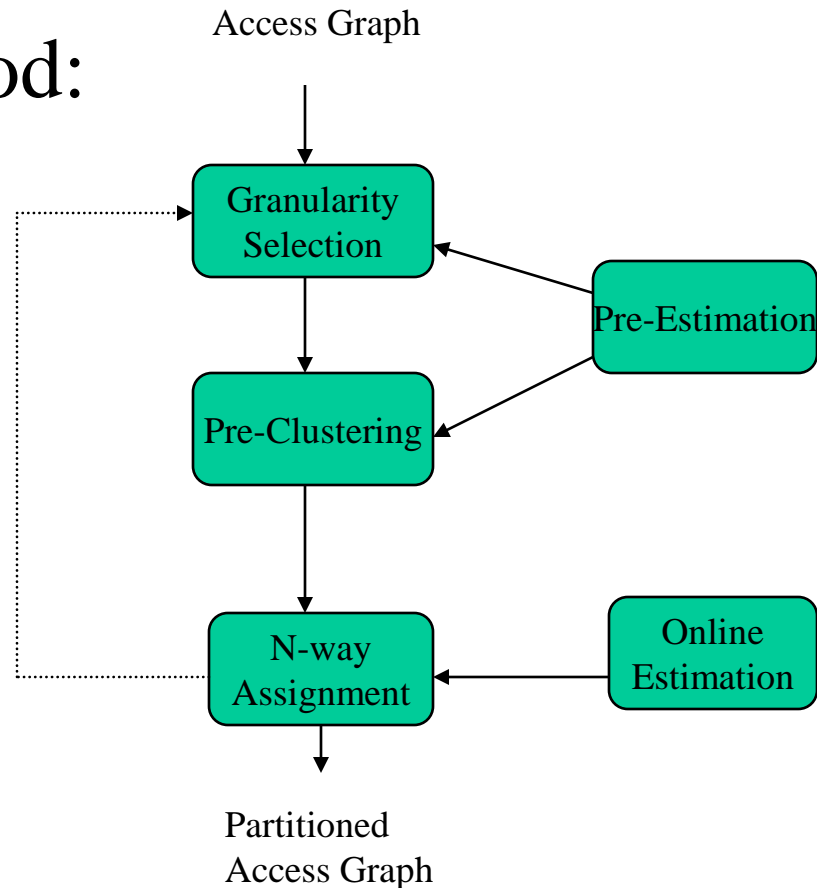 Access Graph
od:
Granularity
Selection
Pre-Estimation
Pre-Clustering
N-way
Assignment
Online
Estimation
Partitioned
Access Graph